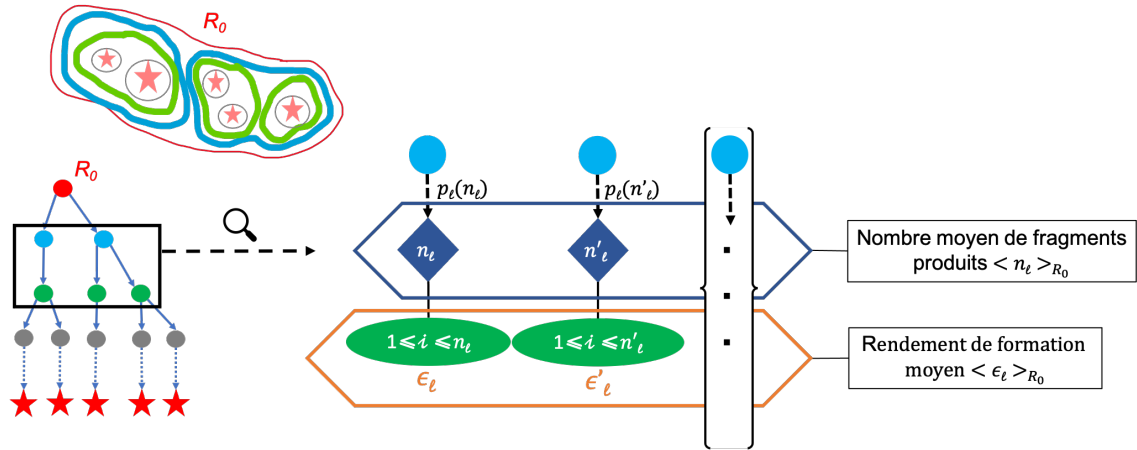 R₀
R₀
pℓ(nℓ)
p'ℓ(n'ℓ)
nℓ
n'ℓ
Nombre moyen de fragments
produits < nℓ >R₀
1⩽i ⩽nℓ
1⩽i ⩽n'ℓ
ϵℓ
ϵ'ℓ
Rendement de formation
moyen < ϵℓ >R₀